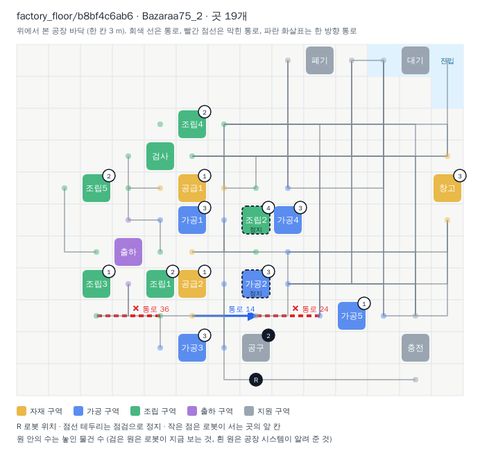 factory_floor/b8bf4c6ab6 · Bazaraa75_2 · 곳 19개
위에서 본 공장 바닥 (한 칸 3 m). 회색 선은 통로, 빨간 점선은 막힌 통로, 파란 화살표는 한 방향 통로
폐기
대기
조립4
2
검사
조립5
2
공급1
1
창고
3
가공1
3
조립2
4
정지
가공4
3
출하
조립3
1
조립1
2
공급2
1
가공2
3
정지
✕ 통로 36
통로 14
✕ 통로 24
가공5
1
가공3
3
공구
2
충전
R
자재 구역
가공 구역
조립 구역
출하 구역
지원 구역
R 로봇 위치 · 점선 테두리는 점검으로 정지 · 작은 점은 로봇이 서는 곳의 앞 칸
원 안의 수는 놓인 물건 수 (검은 원은 로봇이 지금 보는 것, 흰 원은 공장 시스템이 알려 준 것)